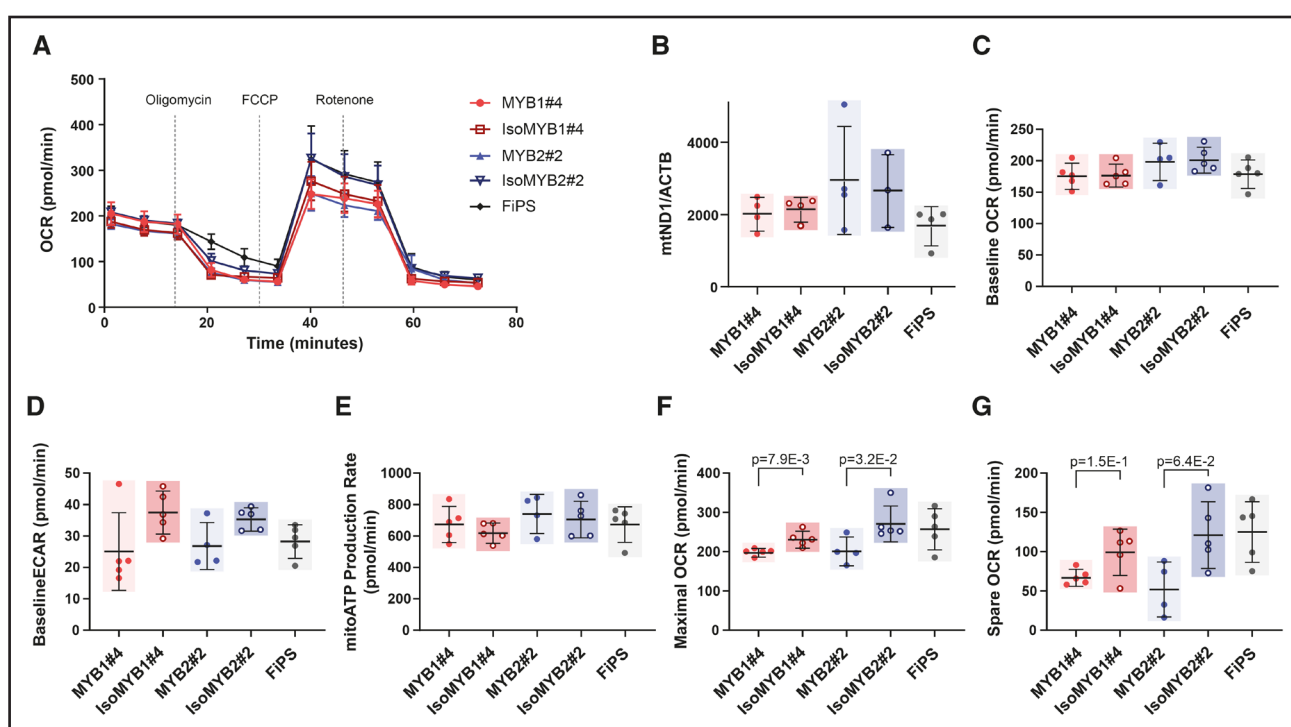 A
OCR (pmol/min)
500
400
300
200
100
0
Oligomycin FCCP Rotenone
0 20 40 60 80
Time (minutes)
MYB1#4
IsoMYB1#4
MYB2#2
IsoMYB2#2
FiPS
B
mtND1/ACTB
4000
2000
0
MYB1#4 IsoMYB1#4 MYB2#2 IsoMYB2#2 FiPS
C
Baseline OCR (pmol/min)
250
200
150
100
50
0
MYB1#4 IsoMYB1#4 MYB2#2 IsoMYB2#2 FiPS
D
BaselineECAR (pmol/min)
50
40
30
20
10
0
MYB1#4 IsoMYB1#4 MYB2#2 IsoMYB2#2 FiPS
E
mitoATP Production Rate
(pmol/min)
1000
800
600
400
200
0
MYB1#4 IsoMYB1#4 MYB2#2 IsoMYB2#2 FiPS
F
Maximal OCR (pmol/min)
400
300
200
100
0
p=7.9E-3 p=3.2E-2
MYB1#4 IsoMYB1#4 MYB2#2 IsoMYB2#2 FiPS
G
Spare OCR (pmol/min)
200
150
100
50
0
p=1.5E-1 p=6.4E-2
MYB1#4 IsoMYB1#4 MYB2#2 IsoMYB2#2 FiPS